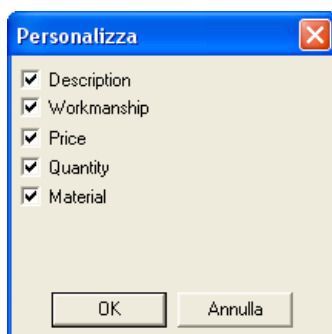 Personalizza
Description
Workmanship
Price
Quantity
Material
OK Annulla